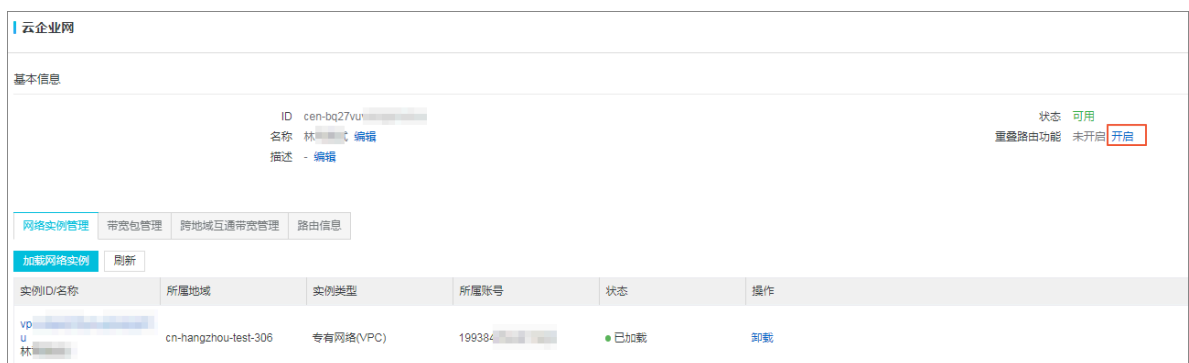 云企业网
基本信息
ID cen-bq27vu
名称 林 编辑
描述 - 编辑
状态 可用
重叠路由功能 未开启 开启
网络实例管理 带宽包管理 跨地域互通带宽管理 路由信息
加载网络实例 刷新
实例ID/名称 所属地域 实例类型 所属账号 状态 操作
vp
u
林
cn-hangzhou-test-306 专有网络(VPC) 199384 已加载 卸载